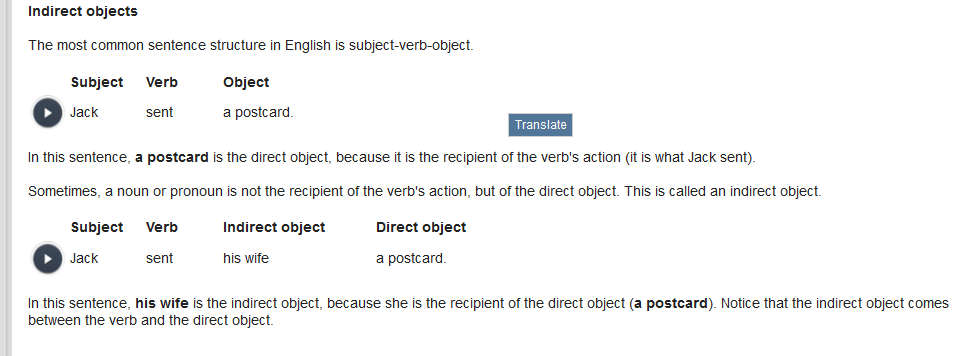 Indirect objects
The most common sentence structure in English is subject-verb-object.
Subject Verb Object
Jack sent a postcard.
Translate
In this sentence, a postcard is the direct object, because it is the recipient of the verb's action (it is what Jack sent).
Sometimes, a noun or pronoun is not the recipient of the verb's action, but of the direct object. This is called an indirect object.
Subject Verb Indirect object Direct object
Jack sent his wife a postcard.
In this sentence, his wife is the indirect object, because she is the recipient of the direct object (a postcard). Notice that the indirect object comes
between the verb and the direct object.